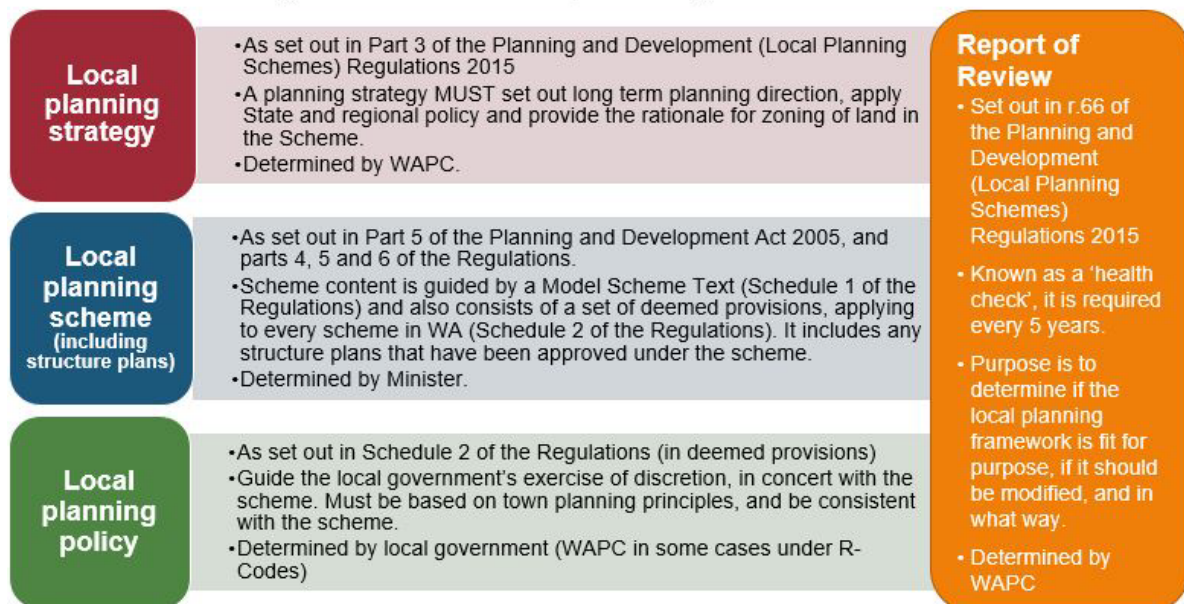 Local
planning
strategy
•As set out in Part 3 of the Planning and Development (Local Planning
Schemes) Regulations 2015
•A planning strategy MUST set out long term planning direction, apply
State and regional policy and provide the rationale for zoning of land in
the Scheme.
•Determined by WAPC.
Local
planning
scheme
(including
structure plans)
•As set out in Part 5 of the Planning and Development Act 2005, and
parts 4, 5 and 6 of the Regulations.
•Scheme content is guided by a Model Scheme Text (Schedule 1 of the
Regulations) and also consists of a set of deemed provisions, applying
to every scheme in WA (Schedule 2 of the Regulations). It includes any
structure plans that have been approved under the scheme.
•Determined by Minister.
Local
planning
policy
•As set out in Schedule 2 of the Regulations (in deemed provisions)
•Guide the local government's exercise of discretion, in concert with the
scheme. Must be based on town planning principles, and be consistent
with the scheme.
•Determined by local government (WAPC in some cases under R-
Codes)
Report of
Review
• Set out in r.66 of
the Planning and
Development
(Local Planning
Schemes)
Regulations 2015
• Known as a 'health
check', it is required
every 5 years.
• Purpose is to
determine if the
local planning
framework is fit for
purpose, if it should
be modified, and in
what way.
• Determined by
WAPC